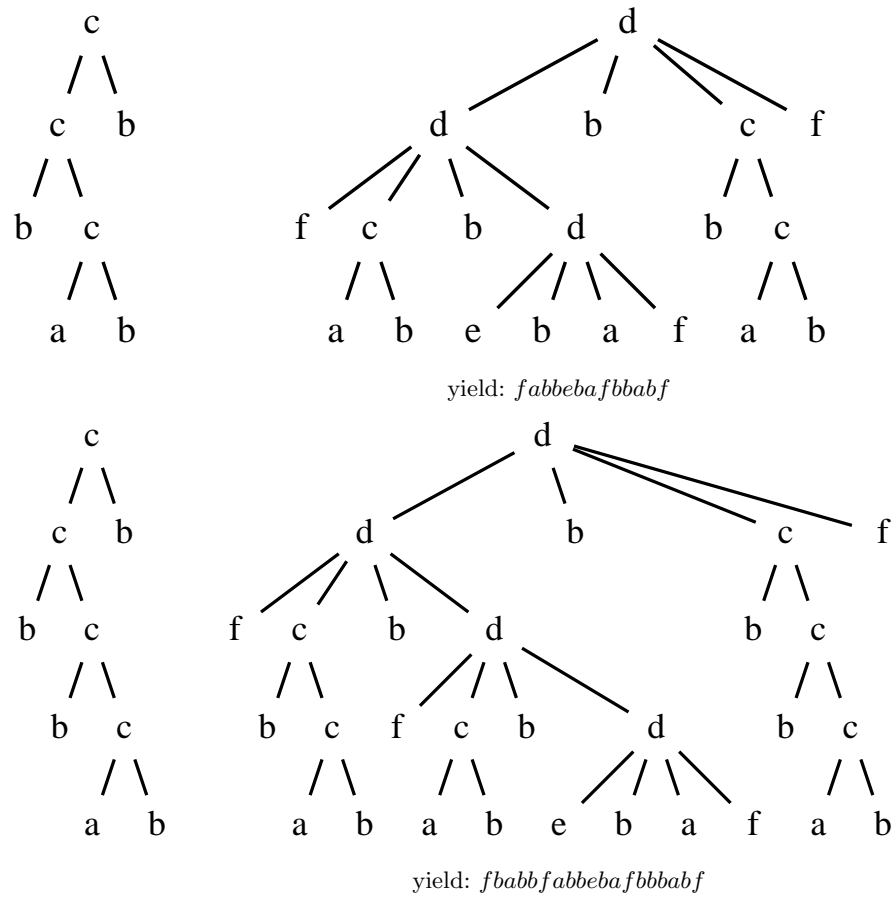 c d
c b d b c f
b c f c b d b c
a b a b e b a f a b
yield: fabbebafbbabf
c d
c b d b c f
b c f c b d b c
b c b c f c b d b c
a b a b a b e b a f a b
yield: fbabbfabbebafbbbabf